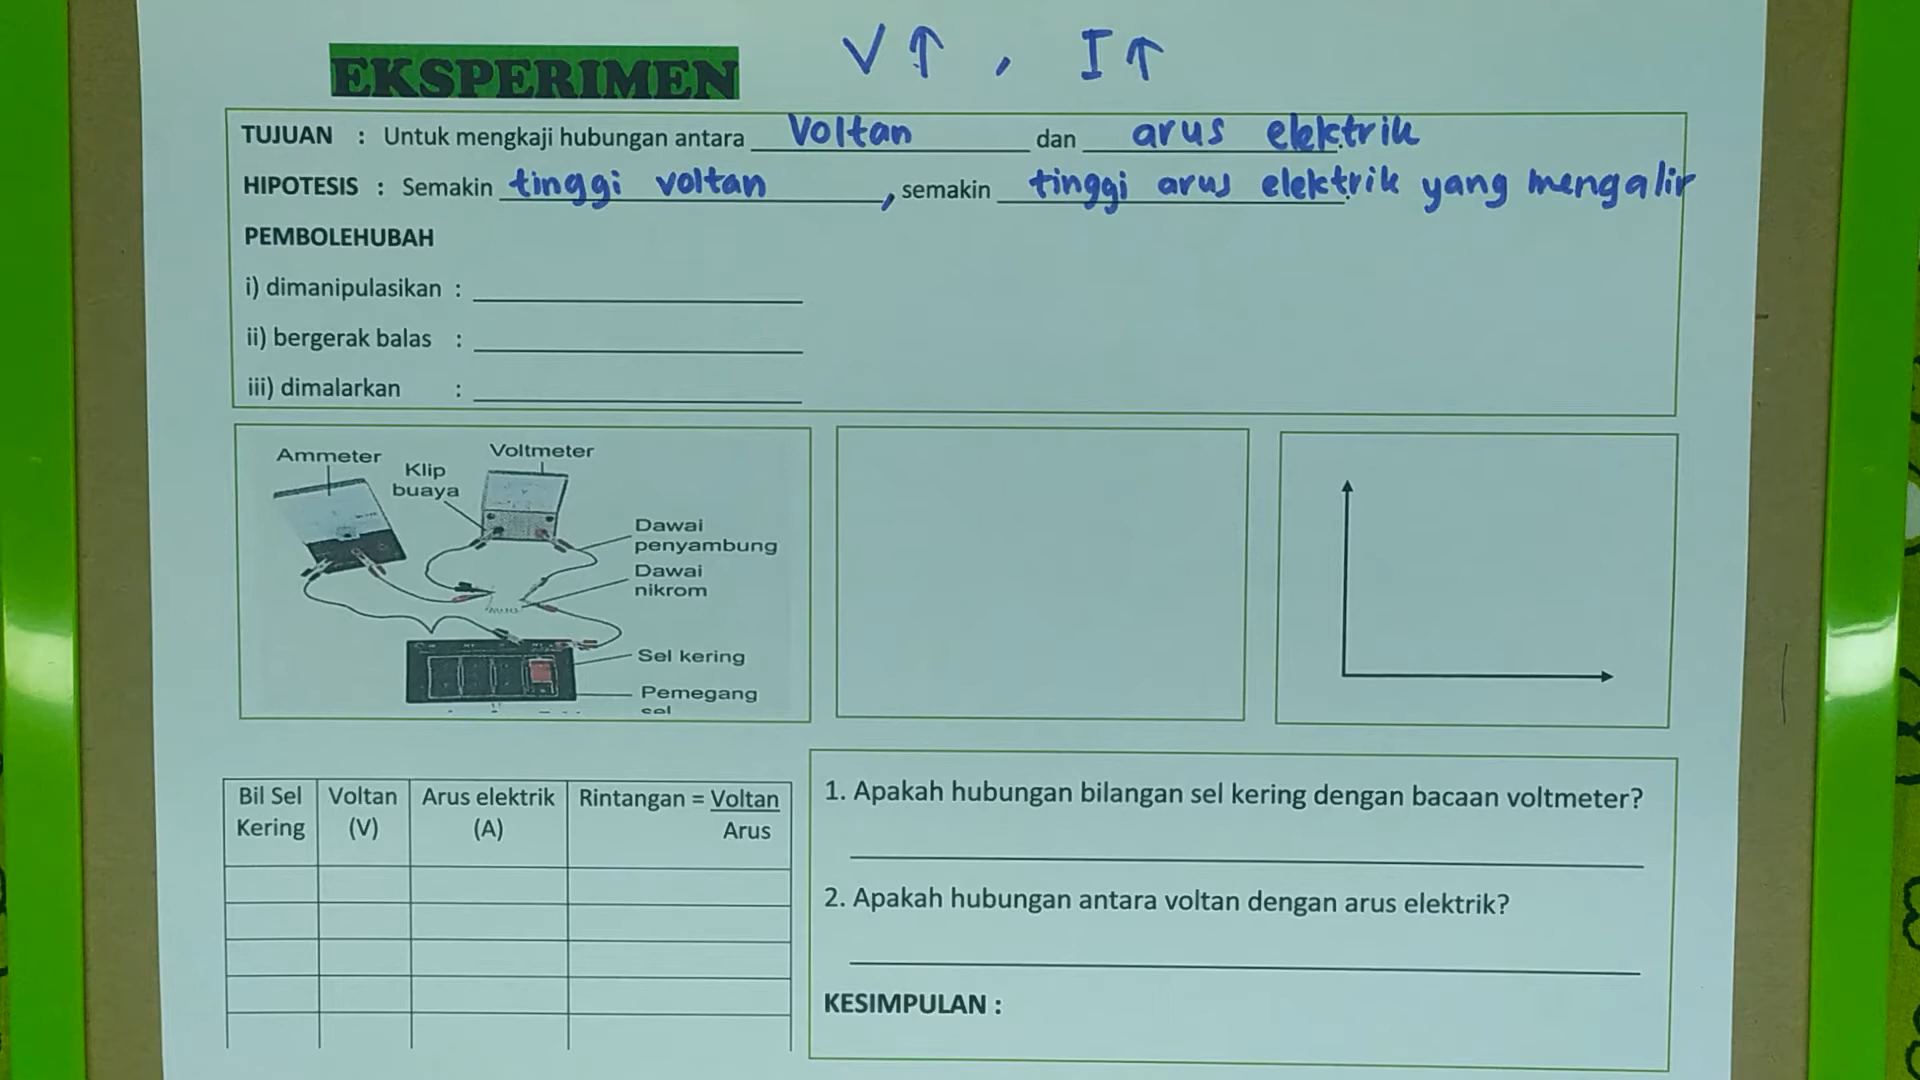 V↑ , I↑
EKSPERIMEN
TUJUAN : Untuk mengkaji hubungan antara Voltan dan arus elektrik.
HIPOTESIS : Semakin tinggi voltan, semakin tinggi arus elektrik yang mengalir
PEMBOLEHUBAH
i) dimanipulasikan :
ii) bergerak balas :
iii) dimalarkan :
Ammeter
Klip
buaya
Voltmeter
Dawai
penyambung
Dawai
nikrom
Sel kering
Pemegang
sel
Bil Sel
Kering
Voltan
(V)
Arus elektrik
(A)
Rintangan = Voltan
Arus
1. Apakah hubungan bilangan sel kering dengan bacaan voltmeter?
2. Apakah hubungan antara voltan dengan arus elektrik?
KESIMPULAN :